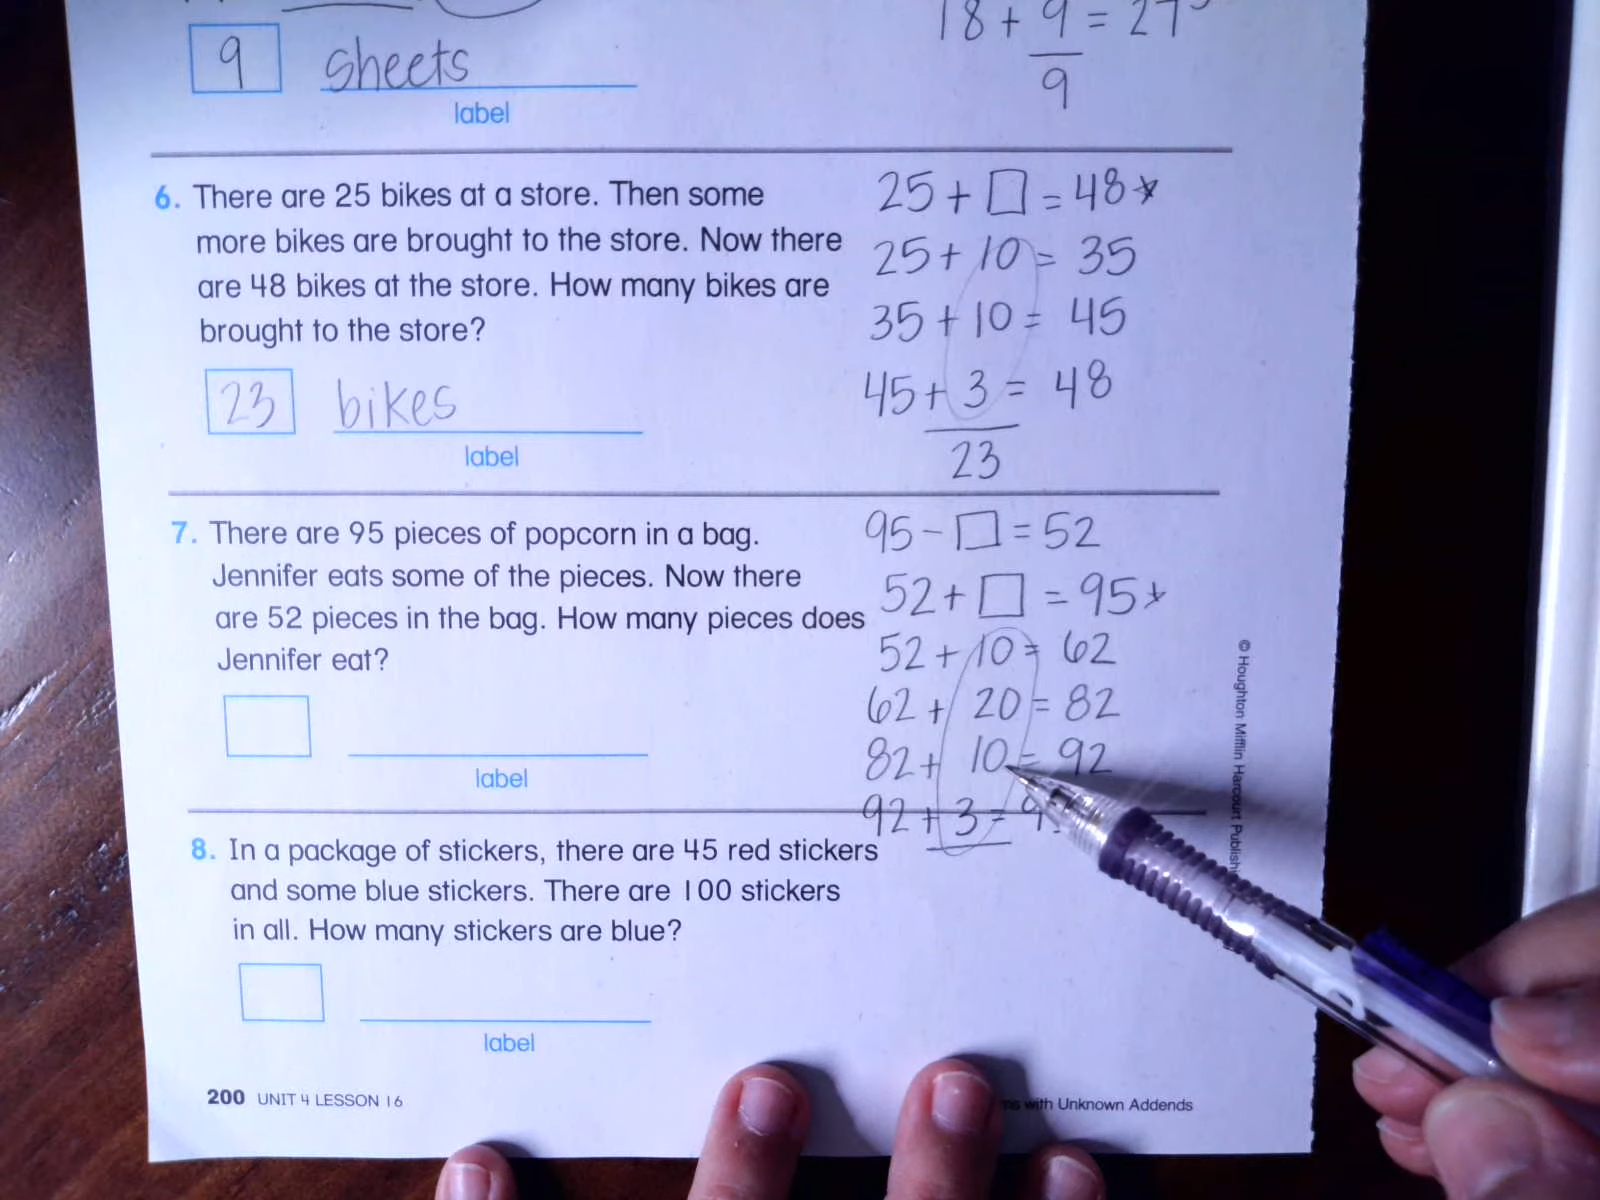 18 + 9 = 27
9 sheets
9
label
6. There are 25 bikes at a store. Then some
more bikes are brought to the store. Now there
are 48 bikes at the store. How many bikes are
brought to the store?
25 + □ = 48*
25 + 10 = 35
35 + 10 = 45
45 + 3 = 48
23
23 bikes
label
7. There are 95 pieces of popcorn in a bag.
Jennifer eats some of the pieces. Now there
are 52 pieces in the bag. How many pieces does
Jennifer eat?
95 - □ = 52
52 + □ = 95*
52 + 10 = 62
62 + 20 = 82
82 + 10 = 92
92 + 3 = 9
label
8. In a package of stickers, there are 45 red stickers
and some blue stickers. There are 100 stickers
in all. How many stickers are blue?
label
200 UNIT 4 LESSON 16
with Unknown Addends
© Houghton Mifflin Harcourt